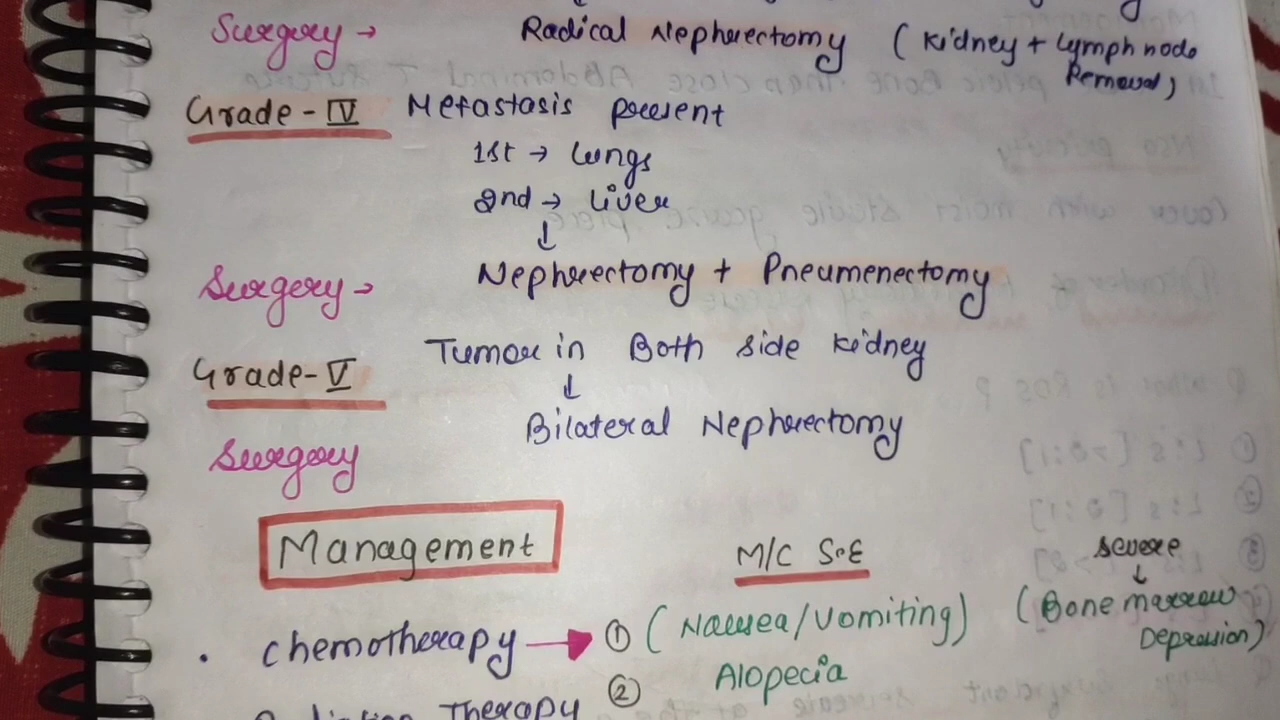 Surgery → Radical Nephrectomy (Kidney + Lymph node
Removal)
Grade-IV Metastasis present
1st → Lungs
2nd → Liver
↓
Surgery → Nephrectomy + Pneumenectomy
Grade-V Tumor in Both side kidney
↓
Bilateral Nephrectomy
Surgery
Management
M/C S.E
severe
↓
• Chemotherapy → ① (Nausea/Vomiting)
② Alopecia
(Bone marrow
Depression)
Therapy